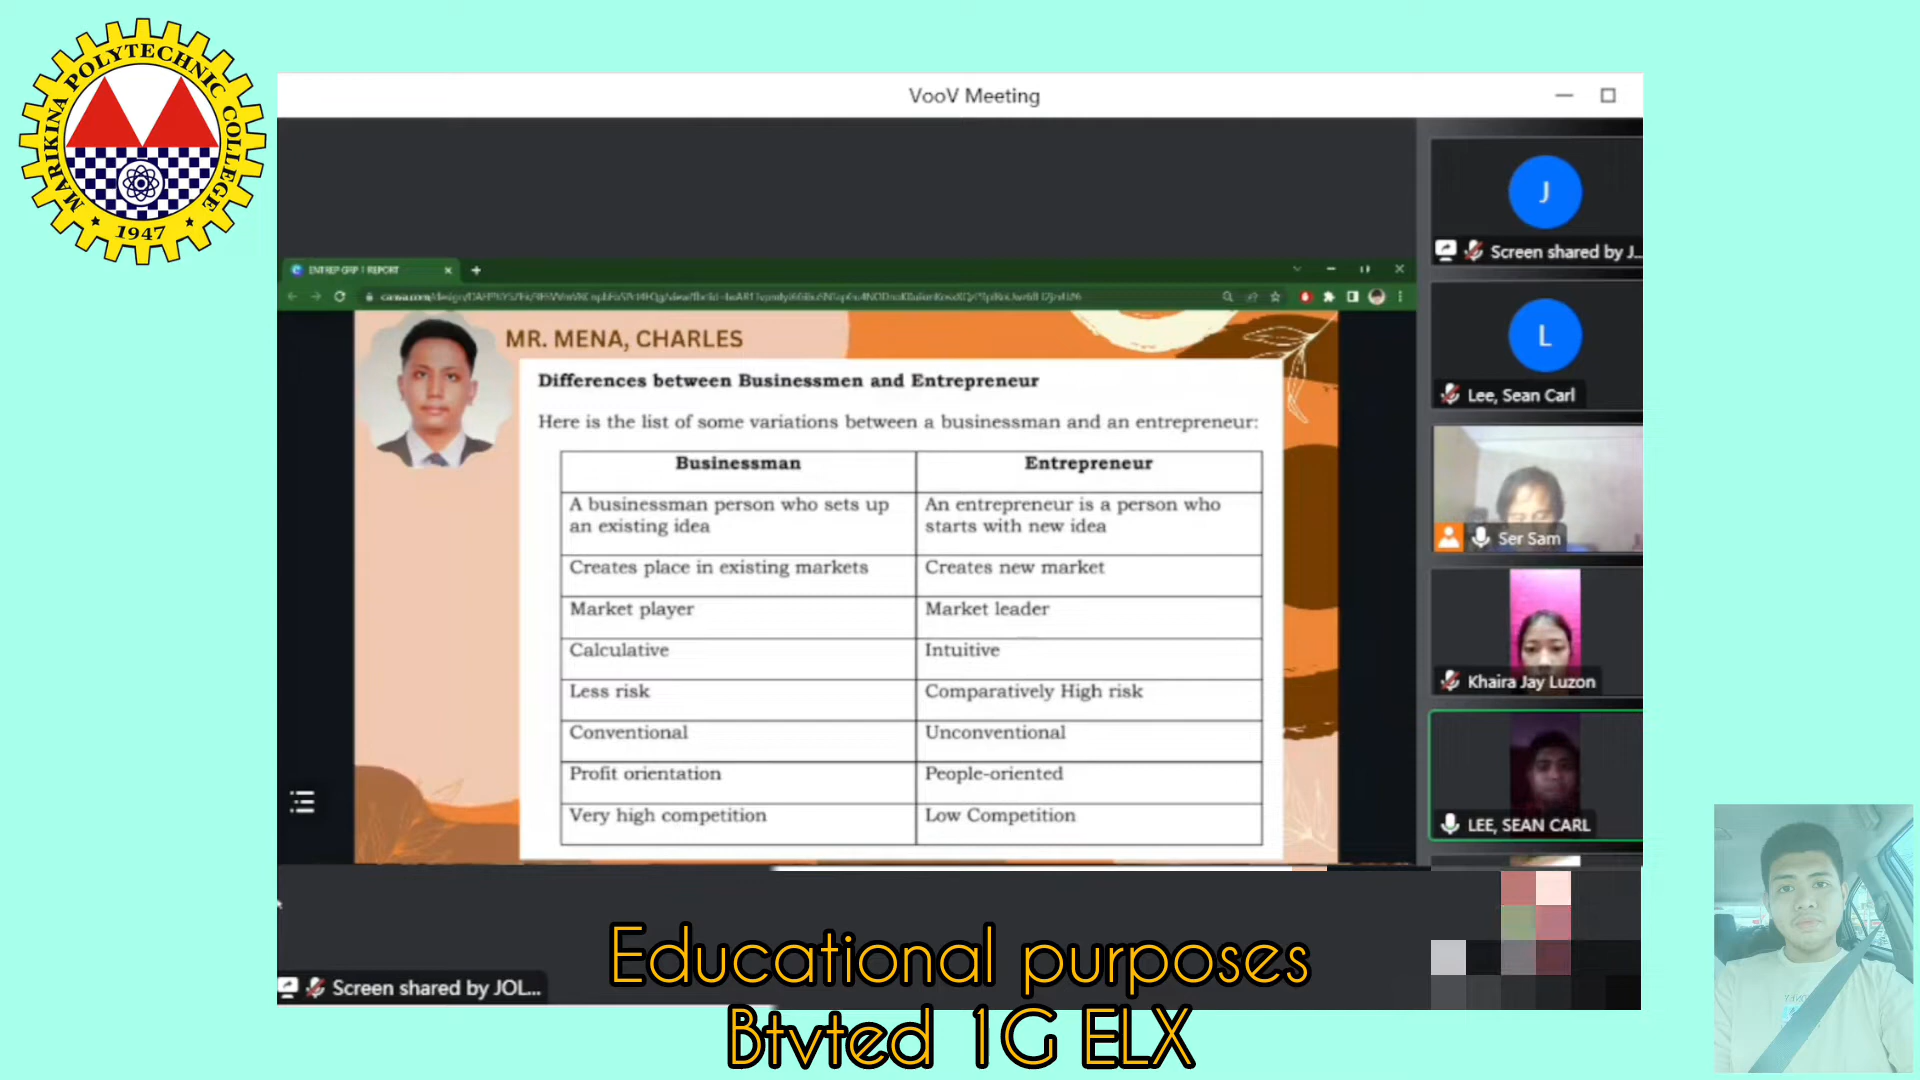 MARIKINA POLYTECHNIC COLLEGE
1947
VooV Meeting
ENTREP GRP 1 REPORT
MR. MENA, CHARLES
Differences between Businessmen and Entrepreneur
Here is the list of some variations between a businessman and an entrepreneur:
Businessman
Entrepreneur
A businessman person who sets up
an existing idea
An entrepreneur is a person who
starts with new idea
Creates place in existing markets
Creates new market
Market player
Market leader
Calculative
Intuitive
Less risk
Comparatively High risk
Conventional
Unconventional
Profit orientation
People-oriented
Very high competition
Low Competition
J
Screen shared by J...
L
Lee, Sean Carl
Ser Sam
Khaira Jay Luzon
LEE, SEAN CARL
Screen shared by JOL...
Educational purposes
Btvted 1G ELX